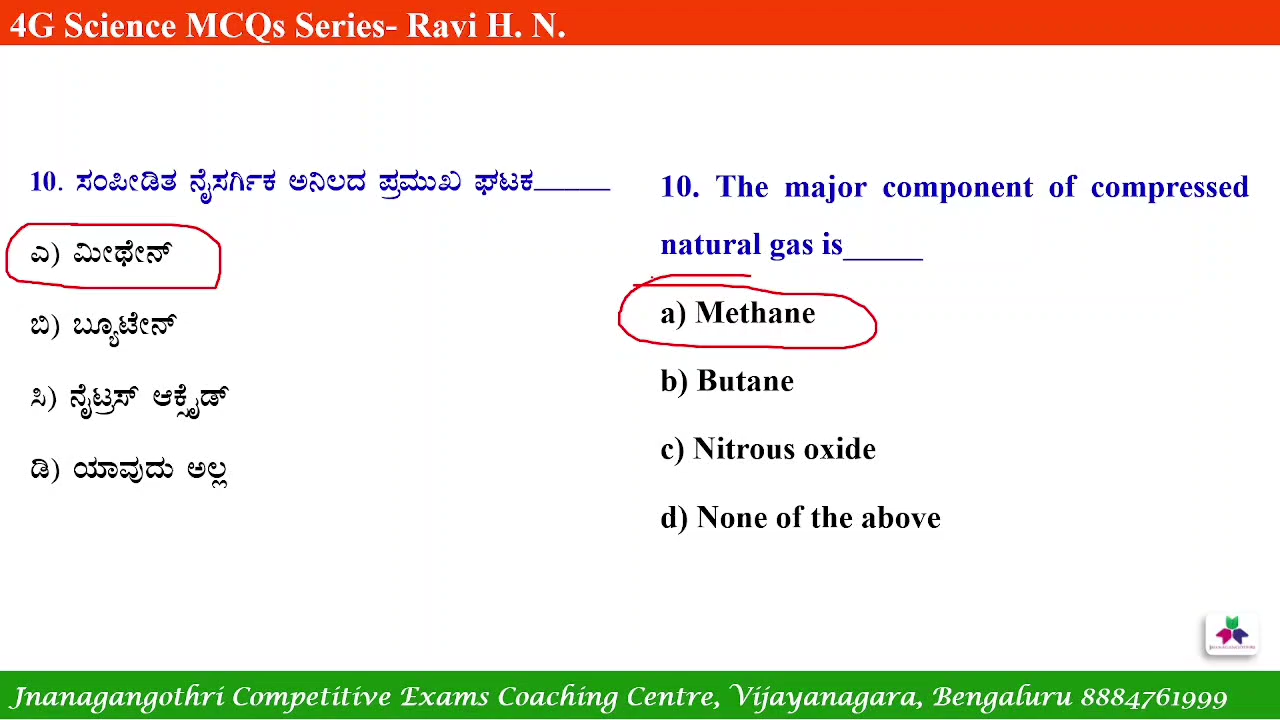 4G Science MCQs Series- Ravi H. N.
10. ಸಂಪೀಡಿತ ನೈಸರ್ಗಿಕ ಅನಿಲದ ಪ್ರಮುಖ ಘಟಕ_____
ಎ) ಮೀಥೇನ್
ಬಿ) ಬ್ಯೂಟೇನ್
ಸಿ) ನೈಟ್ರಸ್ ಆಕ್ಸೈಡ್
ಡಿ) ಯಾವುದು ಅಲ್ಲ
10. The major component of compressed
natural gas is_____
a) Methane
b) Butane
c) Nitrous oxide
d) None of the above
JNANAGANGOTHRI
Jnanagangothri Competitive Exams Coaching Centre, Vijayanagara, Bengaluru 8884761999